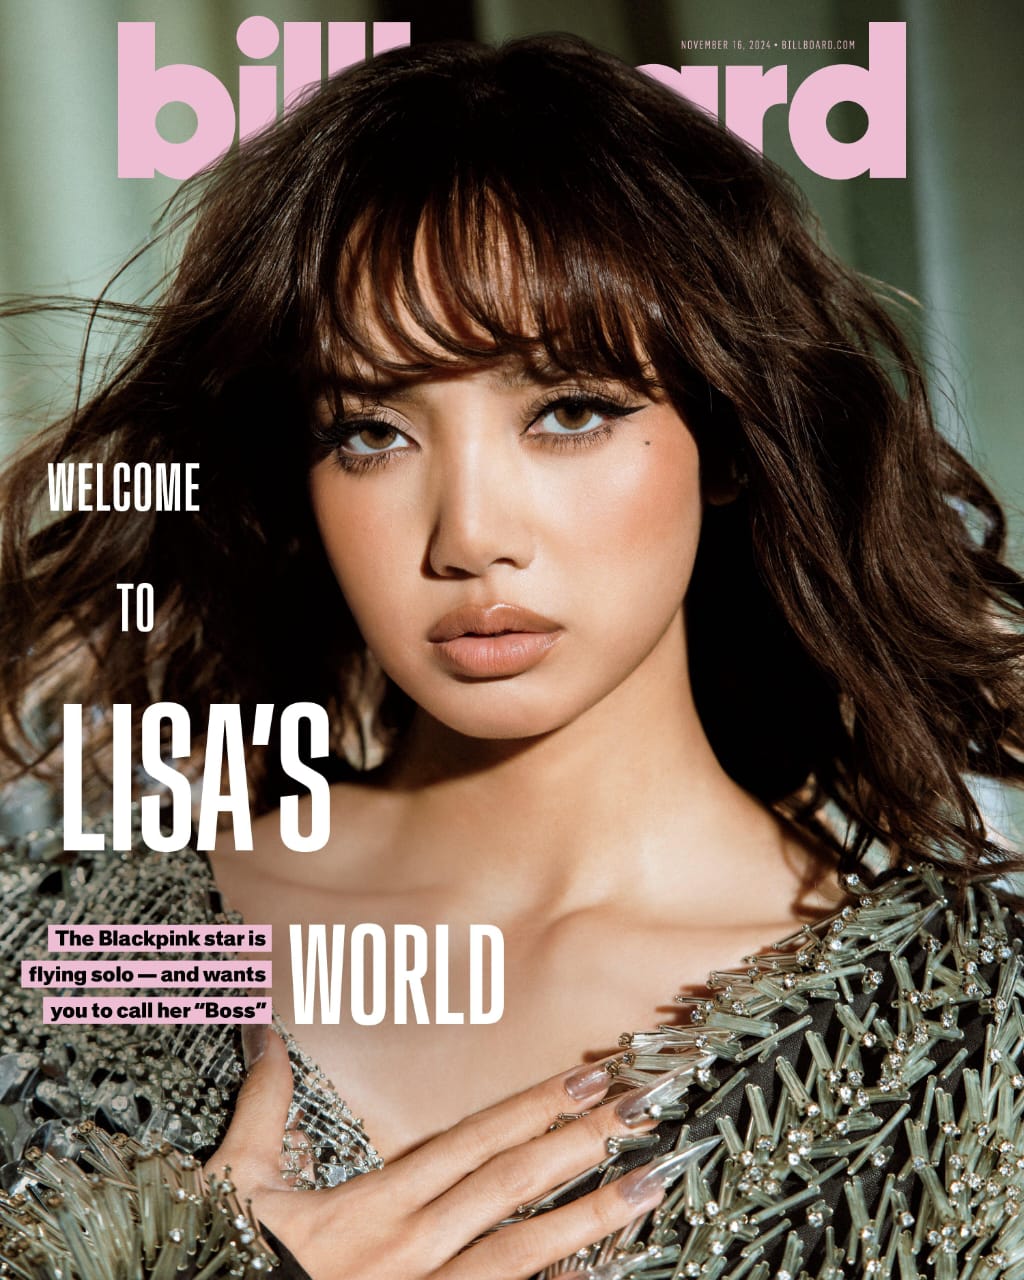 billboard
NOVEMBER 16, 2024 • BILLBOARD.COM
WELCOME
TO
LISA'S
WORLD
The Blackpink star is
flying solo — and wants
you to call her “Boss”